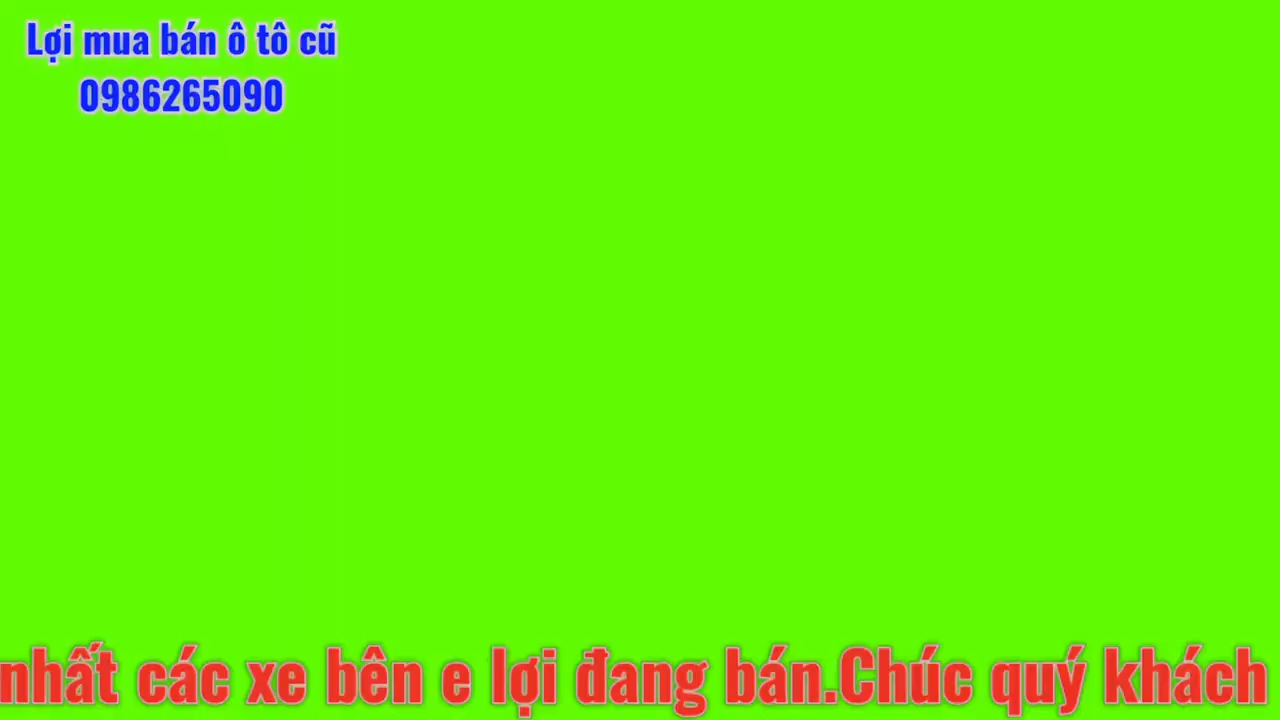 Lợi mua bán ô tô cũ
0986265090
nhất các xe bên e lợi đang bán.Chúc quý khách